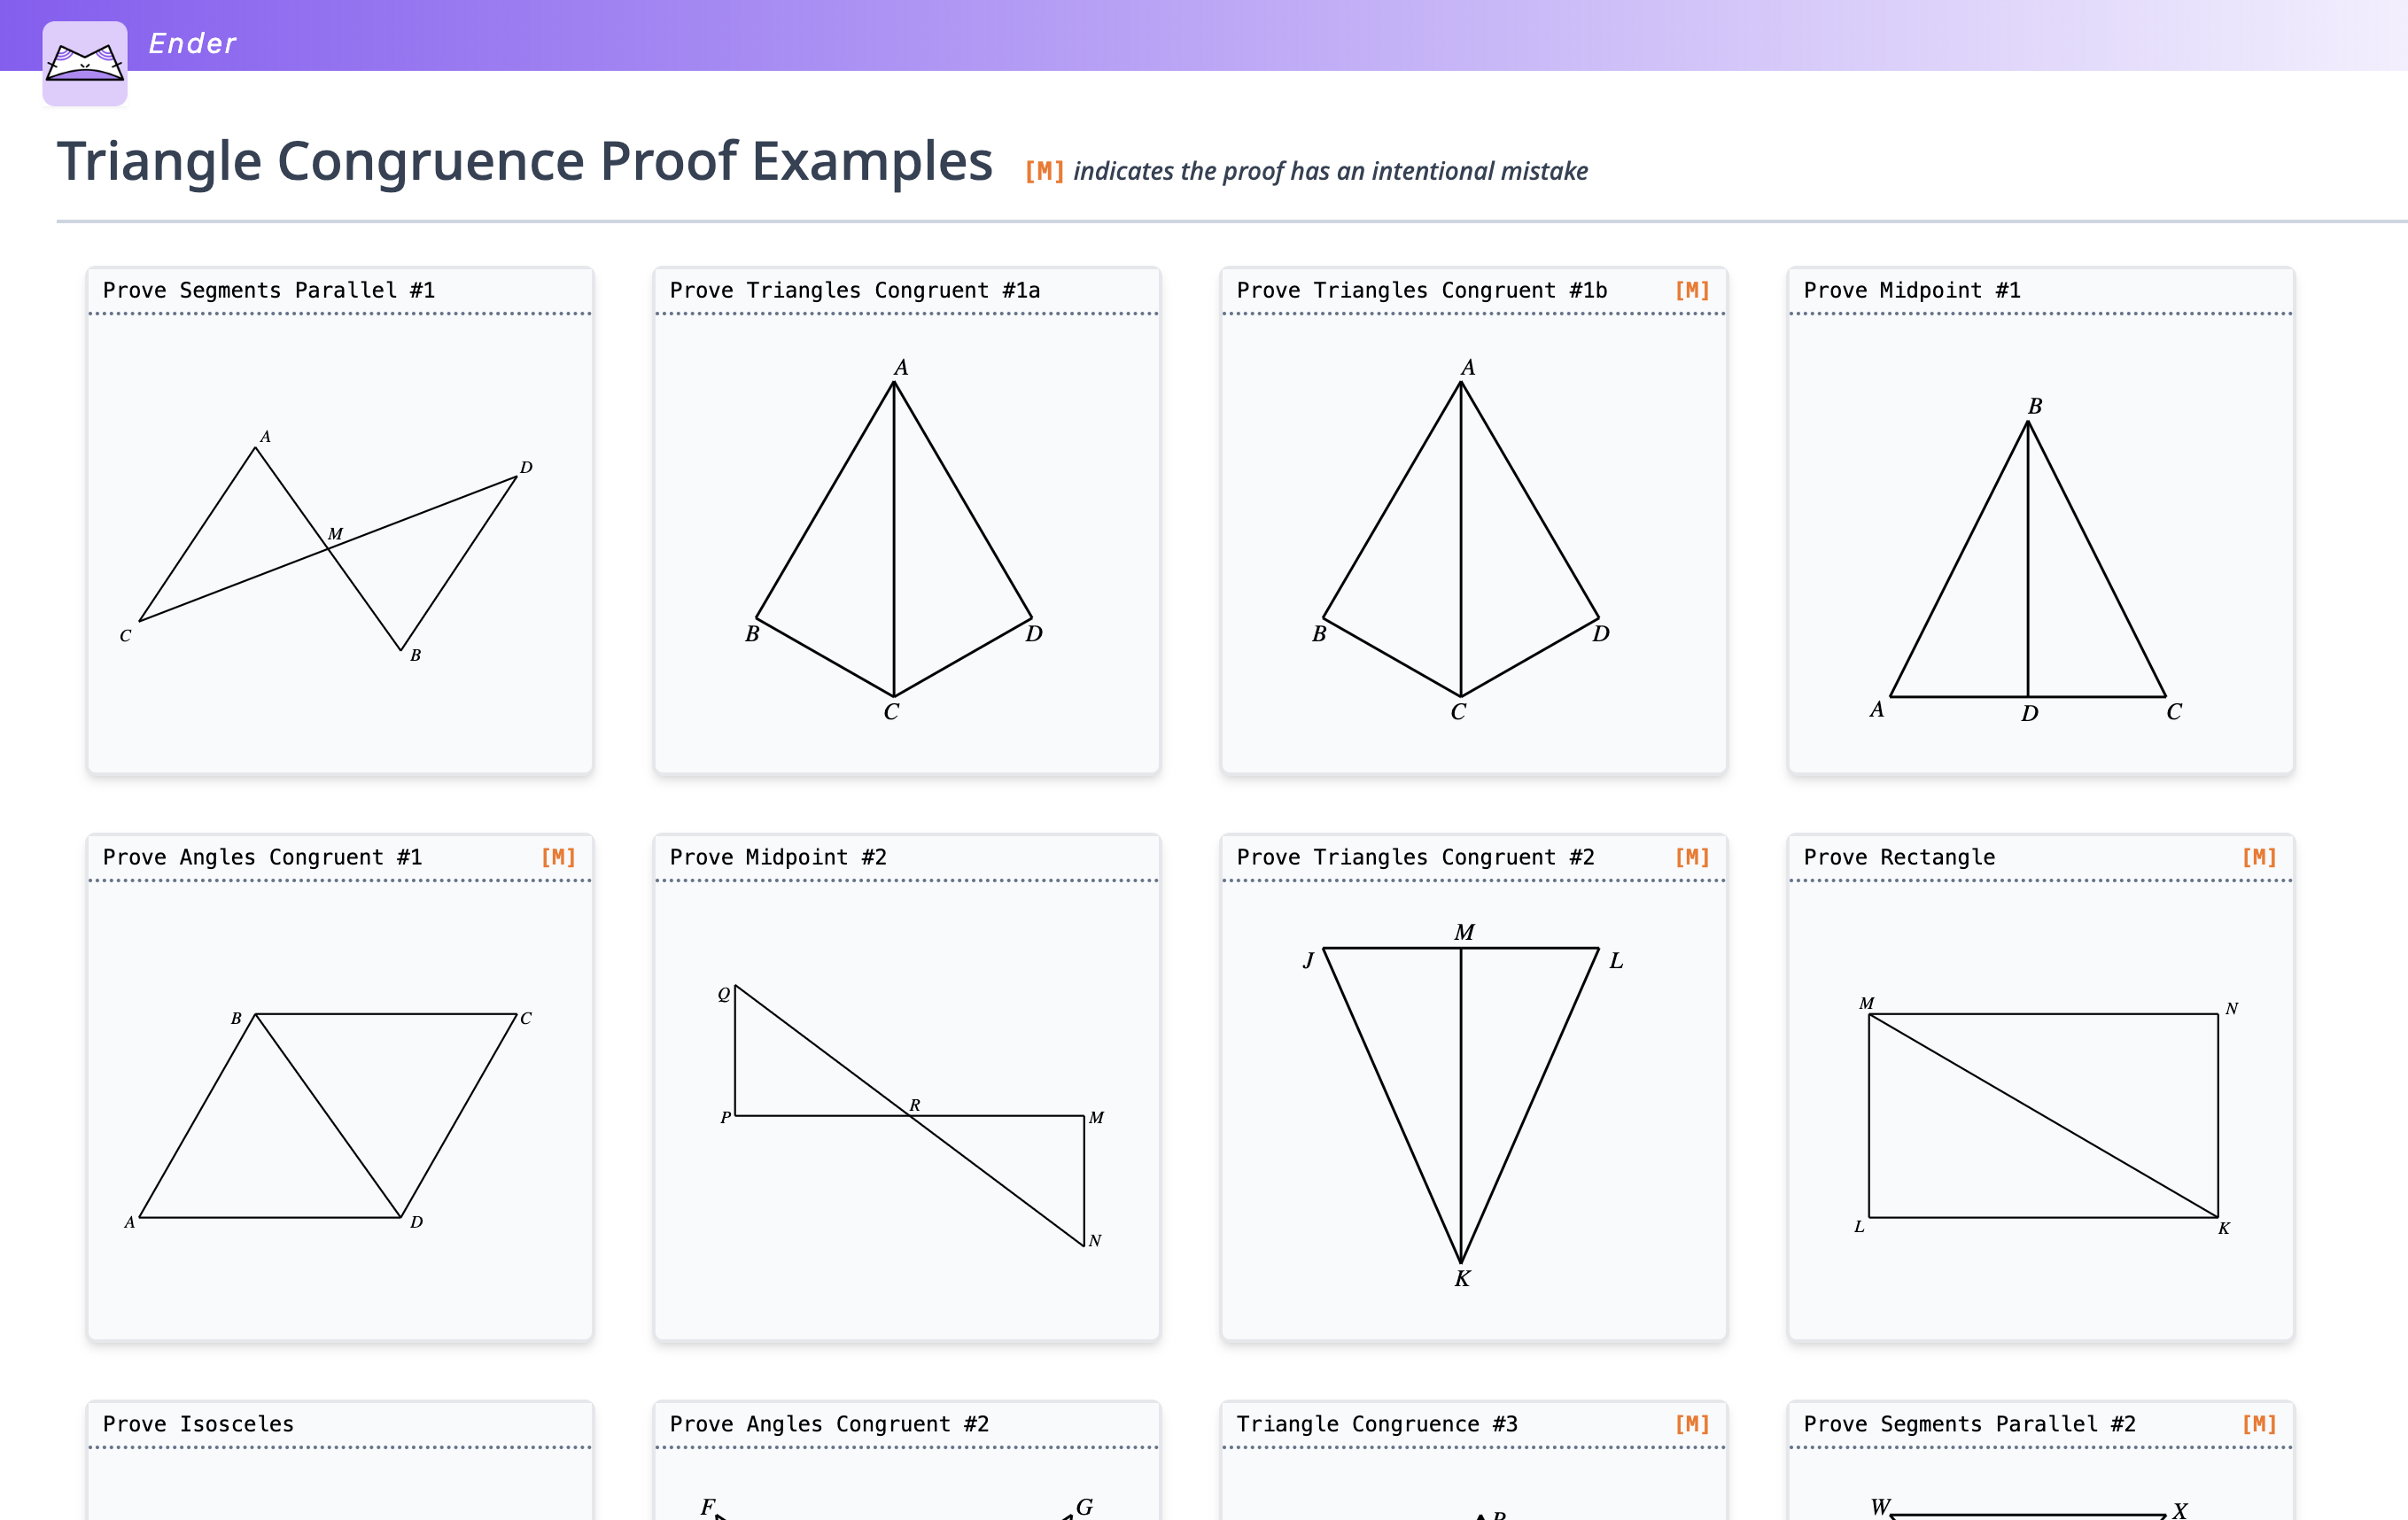 Ender
Triangle Congruence Proof Examples [M] indicates the proof has an intentional mistake
Prove Segments Parallel #1
A
D
M
C
B
Prove Triangles Congruent #1a
A
B
D
C
Prove Triangles Congruent #1b [M]
A
B
D
C
Prove Midpoint #1
B
A
D
C
Prove Angles Congruent #1 [M]
B
C
A
D
Prove Midpoint #2
Q
R
P
M
N
Prove Triangles Congruent #2 [M]
M
J
L
K
Prove Rectangle [M]
M
N
L
K
Prove Isosceles
Prove Angles Congruent #2
F
G
Triangle Congruence #3 [M]
Prove Segments Parallel #2 [M]
W
X